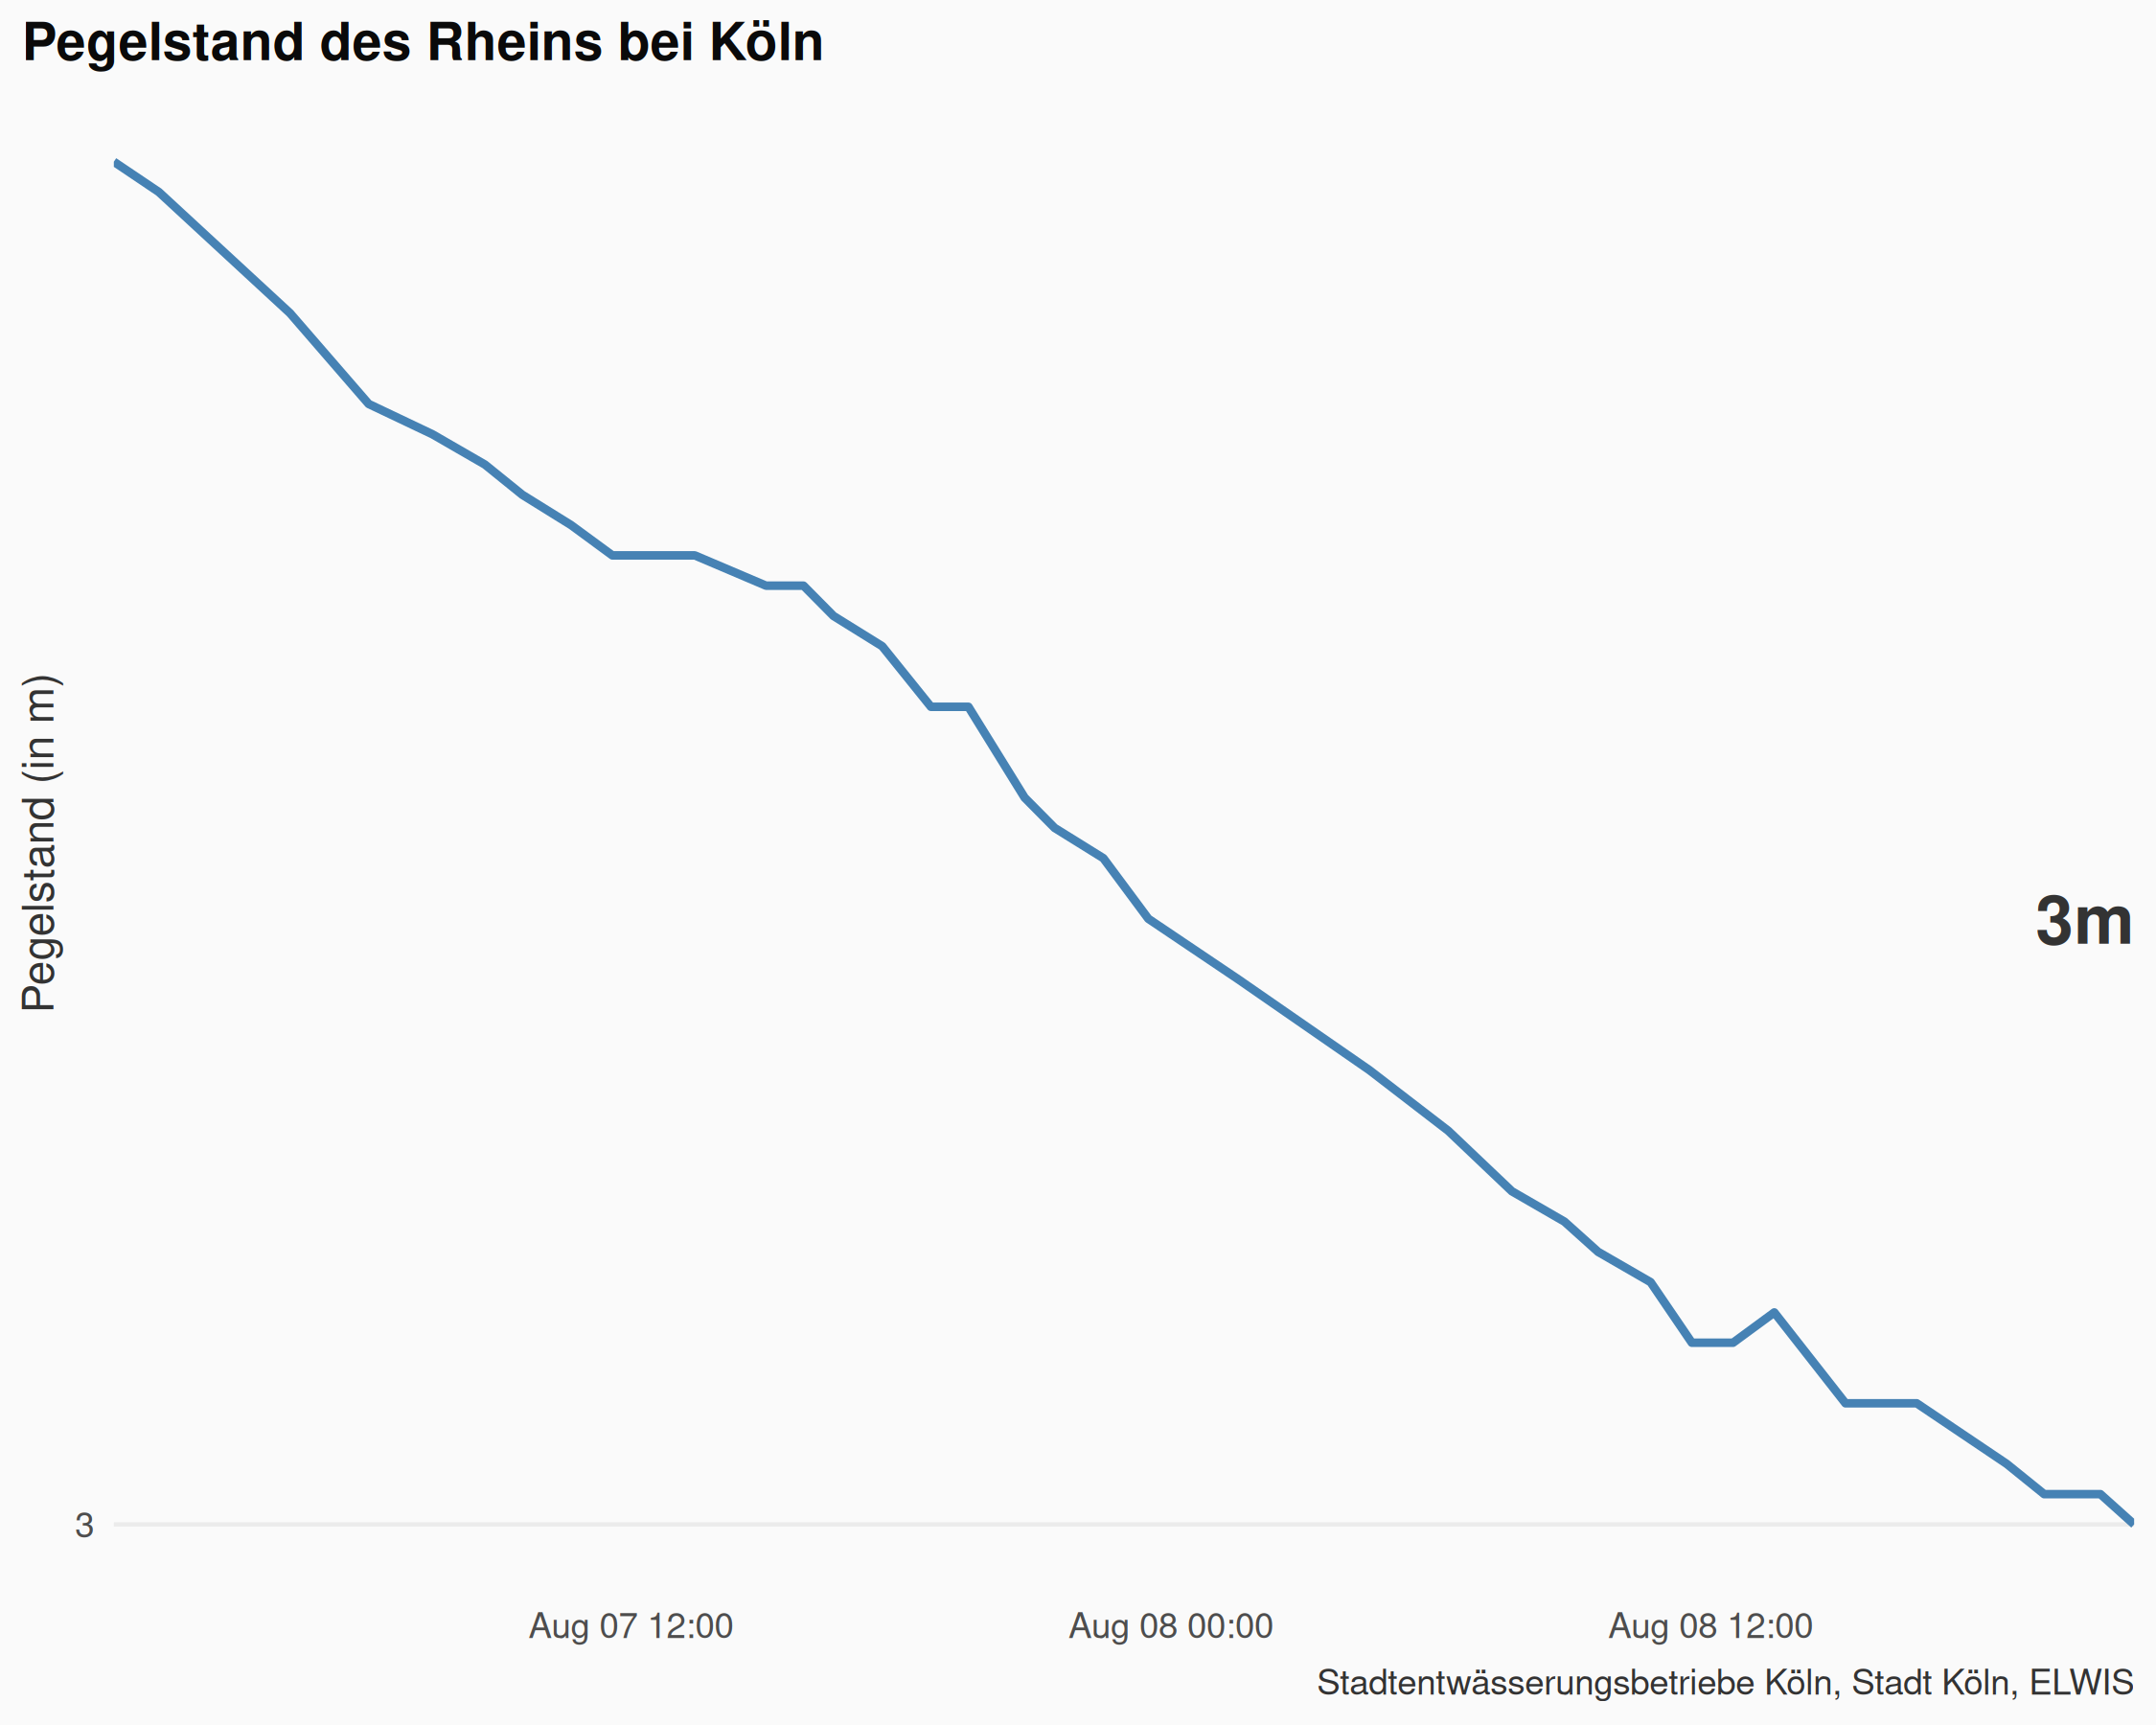 Pegelstand des Rheins bei Köln
Pegelstand (in m)
3m
3
Aug 07 12:00
Aug 08 00:00
Aug 08 12:00
Stadtentwässerungsbetriebe Köln, Stadt Köln, ELWIS